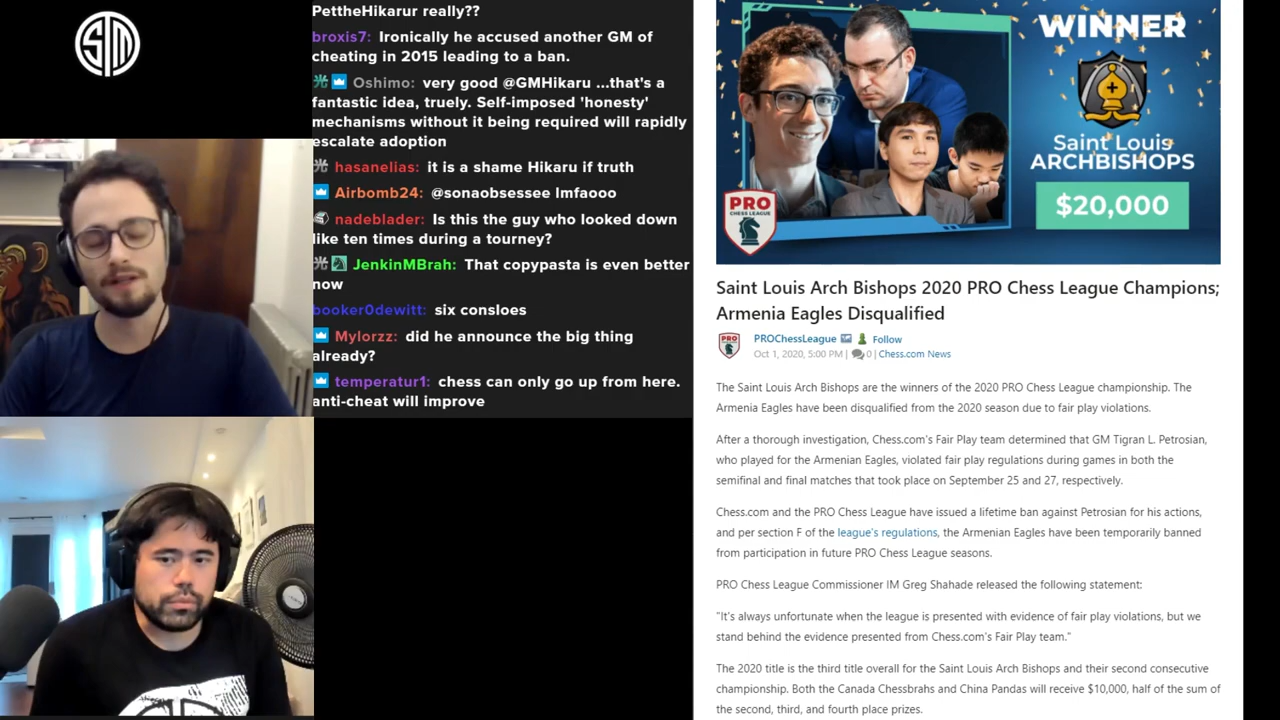 TSM
PettheHikarur really??
broxis7: Ironically he accused another GM of
cheating in 2015 leading to a ban.
Oshimo: very good @GMHikaru ...that's a
fantastic idea, truely. Self-imposed 'honesty'
mechanisms without it being required will rapidly
escalate adoption
hasanelias: it is a shame Hikaru if truth
Airbomb24: @sonaobsessee lmfaooo
nadeblader: Is this the guy who looked down
like ten times during a tourney?
JenkinMBrah: That copypasta is even better
now
booker0dewitt: six consloes
Mylorzz: did he announce the big thing
already?
temperatur1: chess can only go up from here.
anti-cheat will improve
WINNER
Saint Louis
ARCHBISHOPS
$20,000
PRO
CHESS LEAGUE
Saint Louis Arch Bishops 2020 PRO Chess League Champions;
Armenia Eagles Disqualified
PRO
PROChessLeague Follow
Oct 1, 2020, 5:00 PM | 0 | Chess.com News
The Saint Louis Arch Bishops are the winners of the 2020 PRO Chess League championship. The
Armenia Eagles have been disqualified from the 2020 season due to fair play violations.
After a thorough investigation, Chess.com's Fair Play team determined that GM Tigran L. Petrosian,
who played for the Armenian Eagles, violated fair play regulations during games in both the
semifinal and final matches that took place on September 25 and 27, respectively.
Chess.com and the PRO Chess League have issued a lifetime ban against Petrosian for his actions,
and per section F of the league's regulations, the Armenian Eagles have been temporarily banned
from participation in future PRO Chess League seasons.
PRO Chess League Commissioner IM Greg Shahade released the following statement:
"It's always unfortunate when the league is presented with evidence of fair play violations, but we
stand behind the evidence presented from Chess.com's Fair Play team."
The 2020 title is the third title overall for the Saint Louis Arch Bishops and their second consecutive
championship. Both the Canada Chessbrahs and China Pandas will receive $10,000, half of the sum of
the second, third, and fourth place prizes.